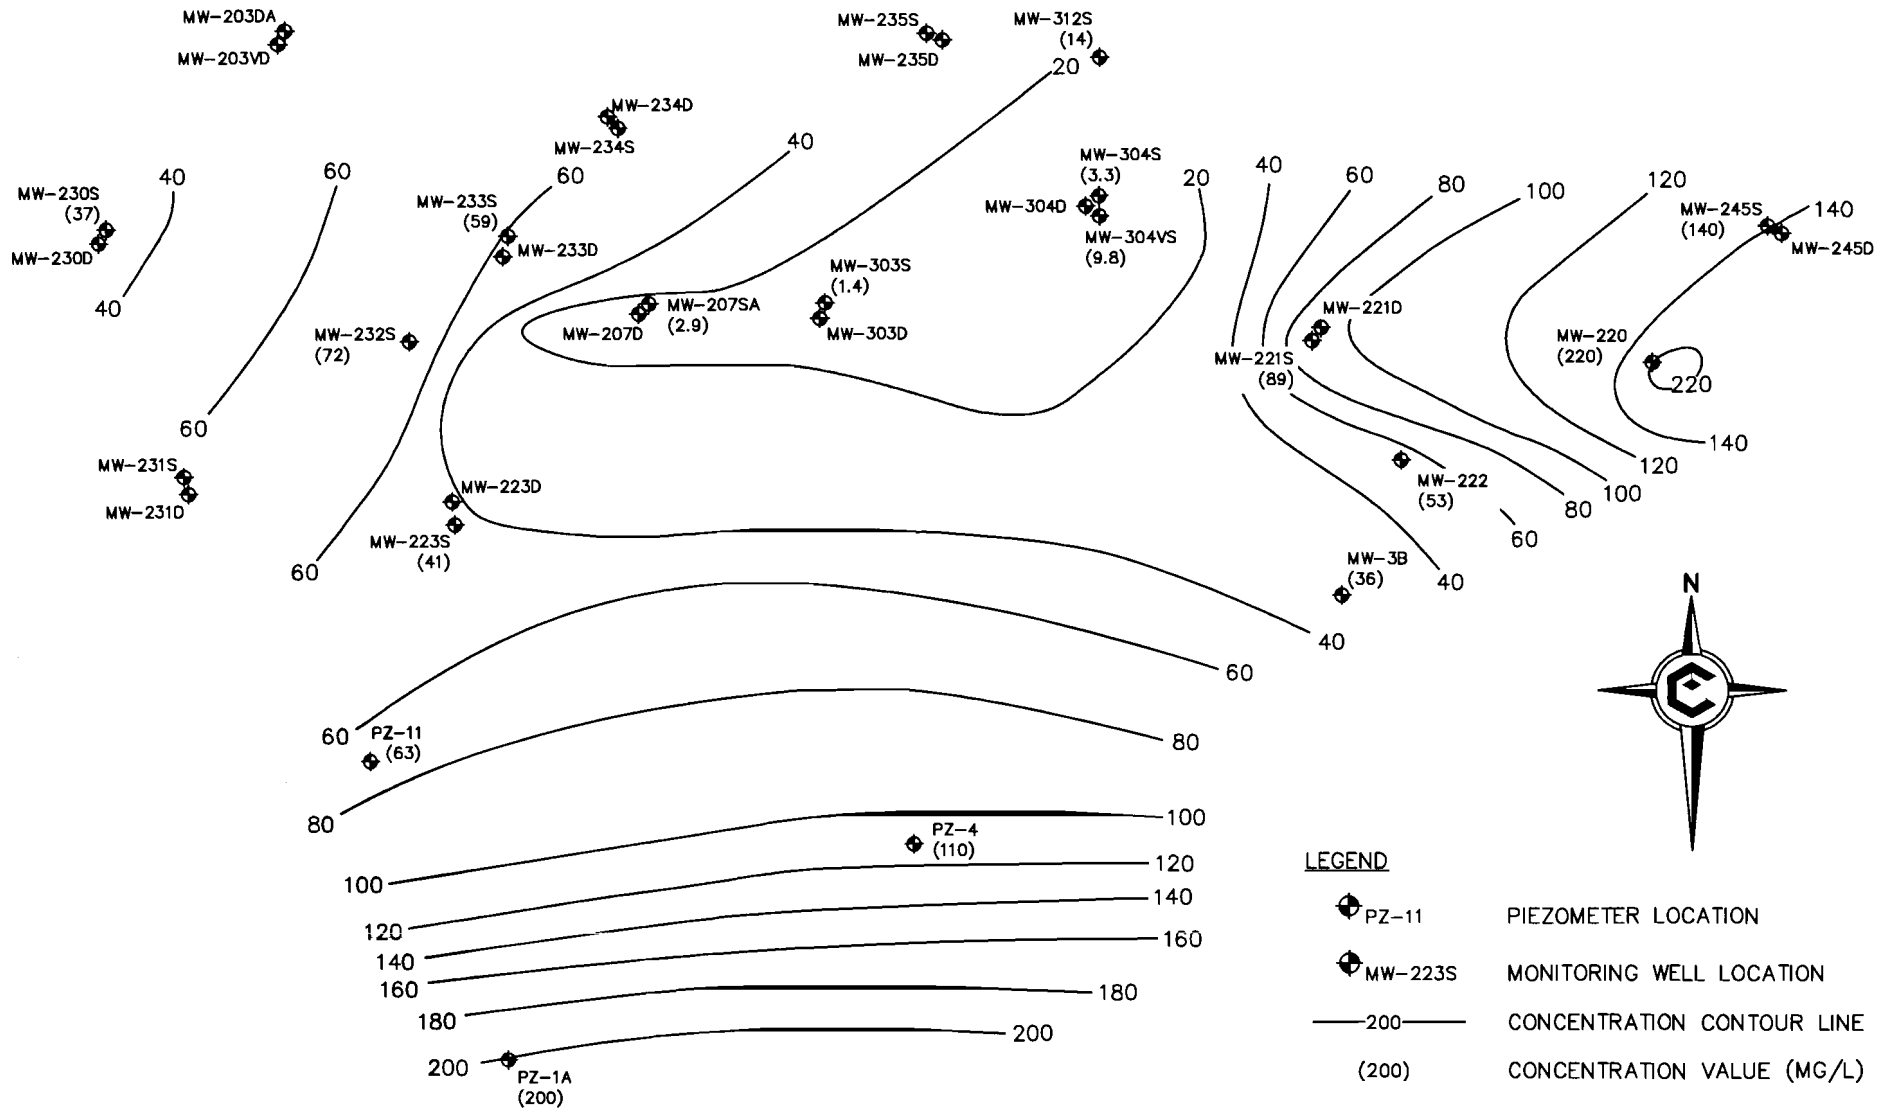 MW-203DA
MW-203VD
MW-235S
MW-235D
MW-312S
(14)
20
MW-234D
MW-234S
40
60
40
60
MW-230S
(37)
MW-230D
40
MW-233S
(59)
MW-233D
MW-304S
(3.3)
MW-304D
MW-304VS
(9.8)
20
40
60
80
100
120
MW-245S
(140)
140
MW-245D
MW-303S
(1.4)
MW-303D
MW-207SA
(2.9)
MW-207D
MW-232S
(72)
MW-221D
MW-221S
(89)
MW-220
(220)
220
60
140
120
100
80
60
MW-231S
MW-231D
MW-223D
MW-223S
(41)
MW-222
(53)
60
MW-3B
(36)
40
40
60
N
60
PZ-11
(63)
80
80
100
PZ-4
(110)
100
120
120
140
140
160
160
180
180
200
200
PZ-1A
(200)
LEGEND
PZ-11 PIEZOMETER LOCATION
MW-223S MONITORING WELL LOCATION
200 CONCENTRATION CONTOUR LINE
(200) CONCENTRATION VALUE (MG/L)